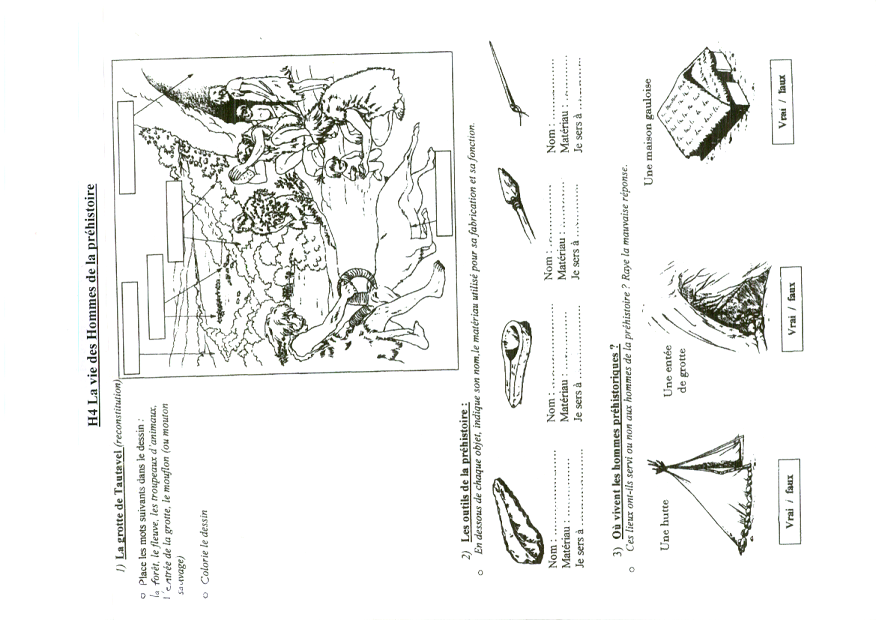 H4 La vie des Hommes de la préhistoire
1) La grotte de Tautavel (reconstitution)
o Place les mots suivants dans le dessin :
la forêt, le fleuve, les troupeaux d'animaux,
l'entrée de la grotte, le mouflon (ou mouton
sauvage)
o Colorie le dessin
2) Les outils de la préhistoire :
o En dessous de chaque objet, indique son nom, le matériau utilisé pour sa fabrication et sa fonction.
Nom : ............... Nom : ............... Nom : ............... Nom : ...............
Matériau : ............ Matériau : ............ Matériau : ............ Matériau : ............
Je sers à ............ Je sers à ............ Je sers à ............ Je sers à ............
3) Où vivent les hommes préhistoriques ?
o Ces lieux ont-ils servi ou non aux hommes de la préhistoire ? Raye la mauvaise réponse.
Une hutte
Une entée
de grotte
Une maison gauloise
Vrai / faux Vrai / faux Vrai / faux